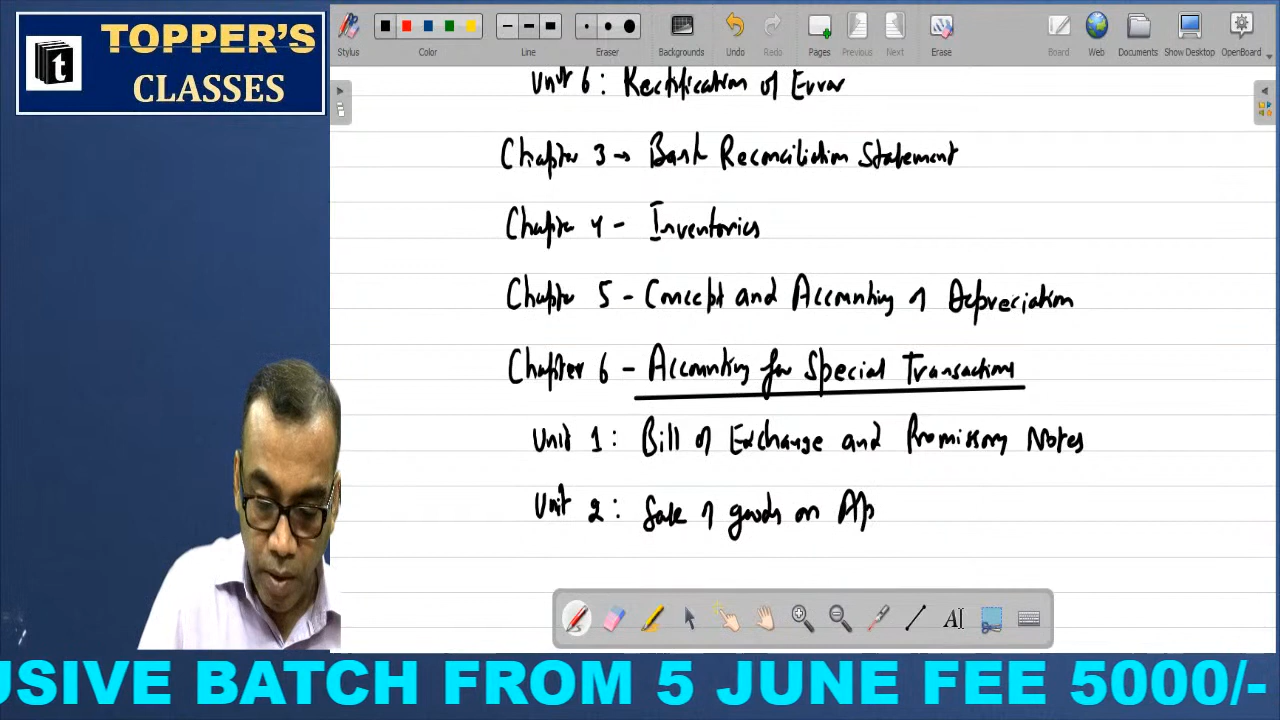 TOPPER'S
CLASSES
t
Stylus
Color
Line
Eraser
Backgrounds
Undo
Redo
Pages
Previous
Next
Erase
Board
Web
Documents
Show Desktop
OpenBoard
Unit 6: Rectification of Error
Chapter 3 → Bank Reconciliation Statement
Chapter 4 - Inventories
Chapter 5 - Concept and Accounting of Depreciation
Chapter 6 - Accounting for Special Transactions
Unit 1: Bill of Exchange and Promissory Notes
Unit 2: Sale of goods on Ap
AI
USIVE BATCH FROM 5 JUNE FEE 5000/-